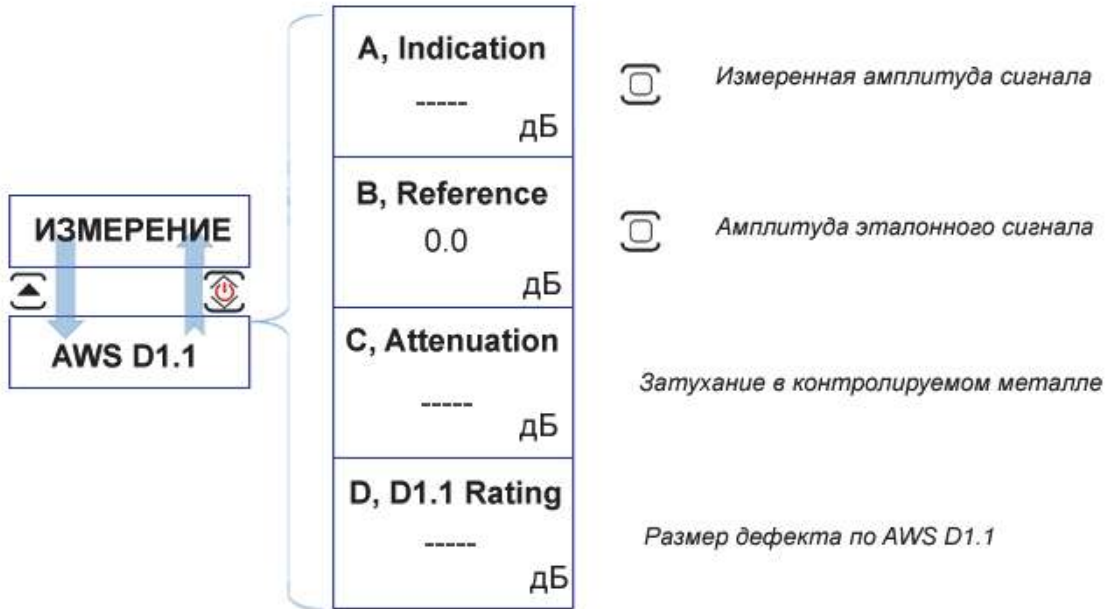 A, Indication
-----
дБ
Измеренная амплитуда сигнала
B, Reference
0.0
дБ
Амплитуда эталонного сигнала
ИЗМЕРЕНИЕ
AWS D1.1
C, Attenuation
-----
дБ
Затухание в контролируемом металле
D, D1.1 Rating
-----
дБ
Размер дефекта по AWS D1.1